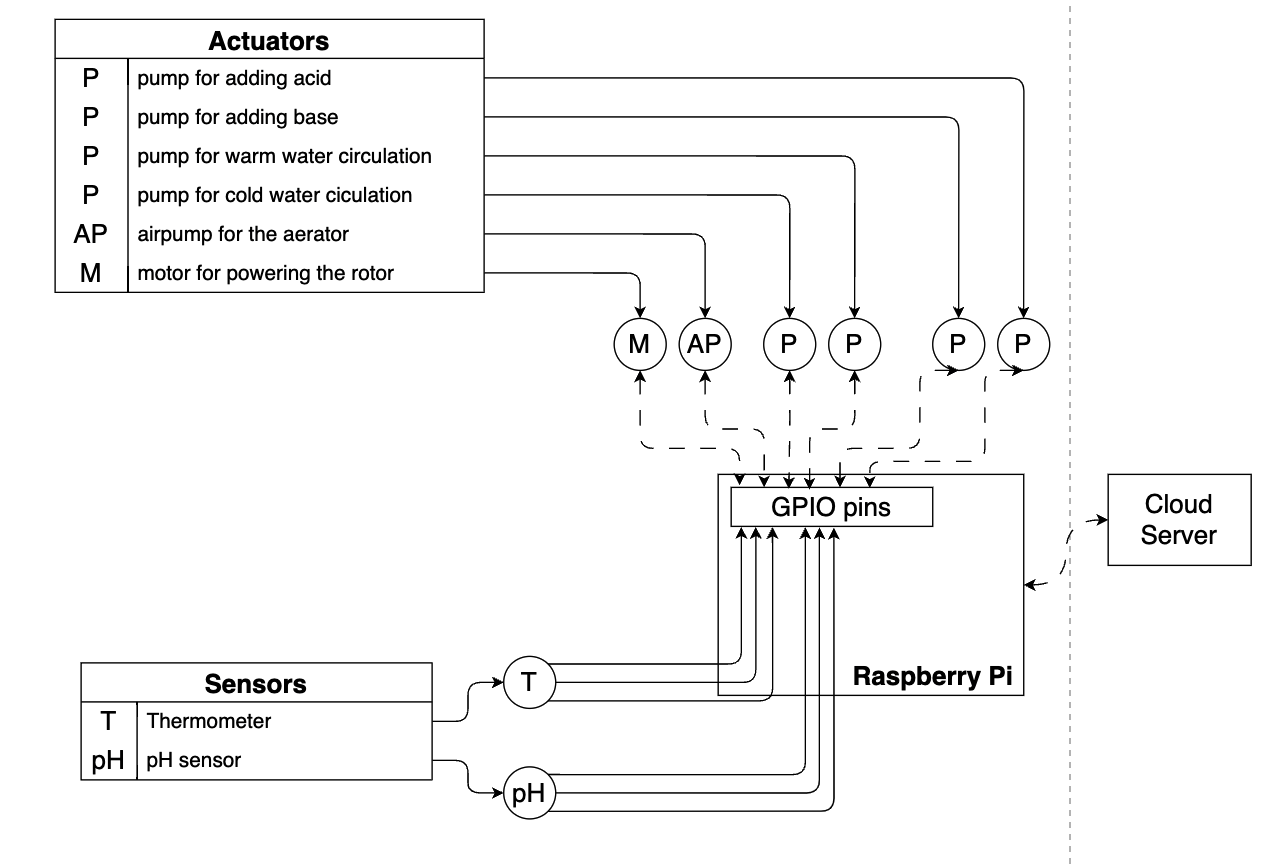 Actuators
P pump for adding acid
P pump for adding base
P pump for warm water circulation
P pump for cold water ciculation
AP airpump for the aerator
M motor for powering the rotor
M AP P P P P
GPIO pins
Cloud
Server
Raspberry Pi
Sensors
T Thermometer
pH pH sensor
T
pH